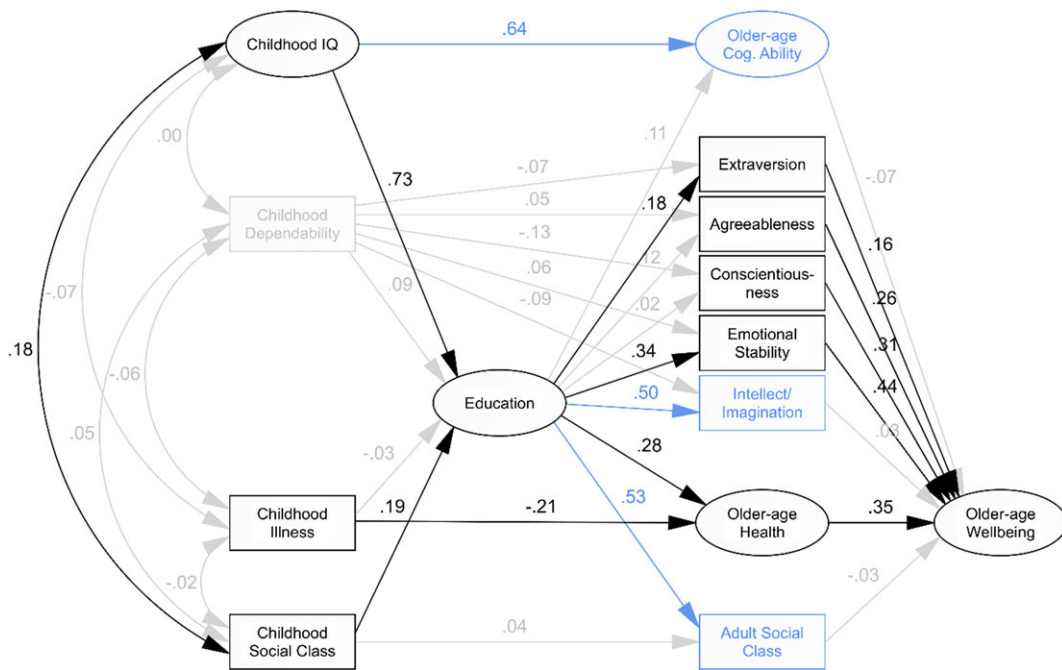 Childhood IQ
.64
Older-age
Cog. Ability
.00
.11
Extraversion
-.07
-.07
.73
.18
Childhood
Dependability
.05
Agreeableness
-.13
.16
.12
.06
Conscientious-
ness
-.07
.09
-.09
.02
.26
.18
Emotional
Stability
.31
.34
-.06
Education
.50
Intellect/
Imagination
.44
.03
.05
.28
-.03
.53
Childhood
Illness
.19
-.21
Older-age
Health
.35
Older-age
Wellbeing
-.02
-.03
Childhood
Social Class
.04
Adult Social
Class